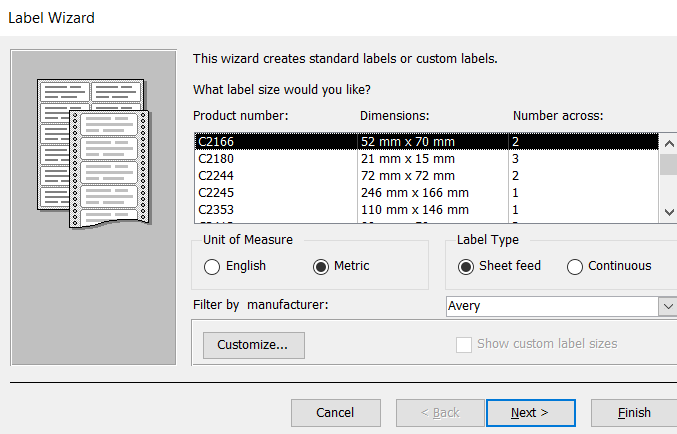 Label Wizard
This wizard creates standard labels or custom labels.
What label size would you like?
Product number: Dimensions: Number across:
C2166 52 mm x 70 mm 2
C2180 21 mm x 15 mm 3
C2244 72 mm x 72 mm 2
C2245 246 mm x 166 mm 1
C2353 110 mm x 146 mm 1
Unit of Measure Label Type
English Metric Sheet feed Continuous
Filter by manufacturer: Avery
Customize... Show custom label sizes
Cancel < Back Next > Finish